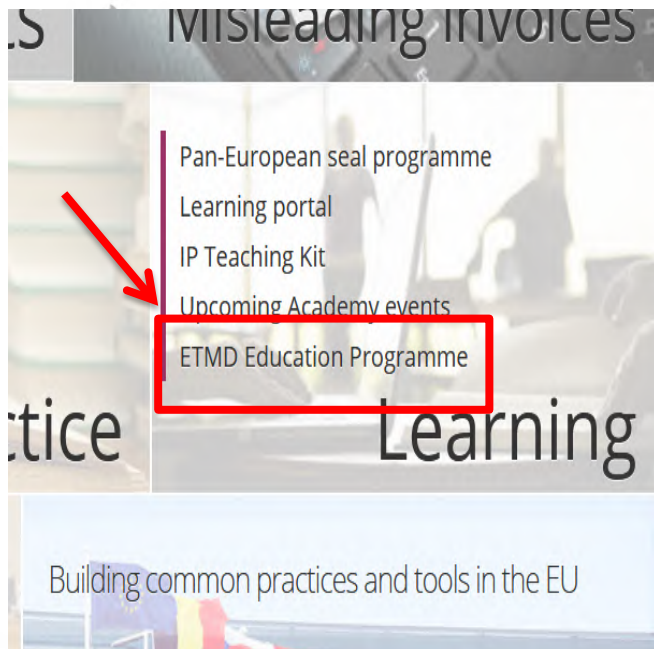 Misleading invoices
Pan-European seal programme
Learning portal
IP Teaching Kit
Upcoming Academy events
ETMD Education Programme
ctice
Learning
Building common practices and tools in the EU